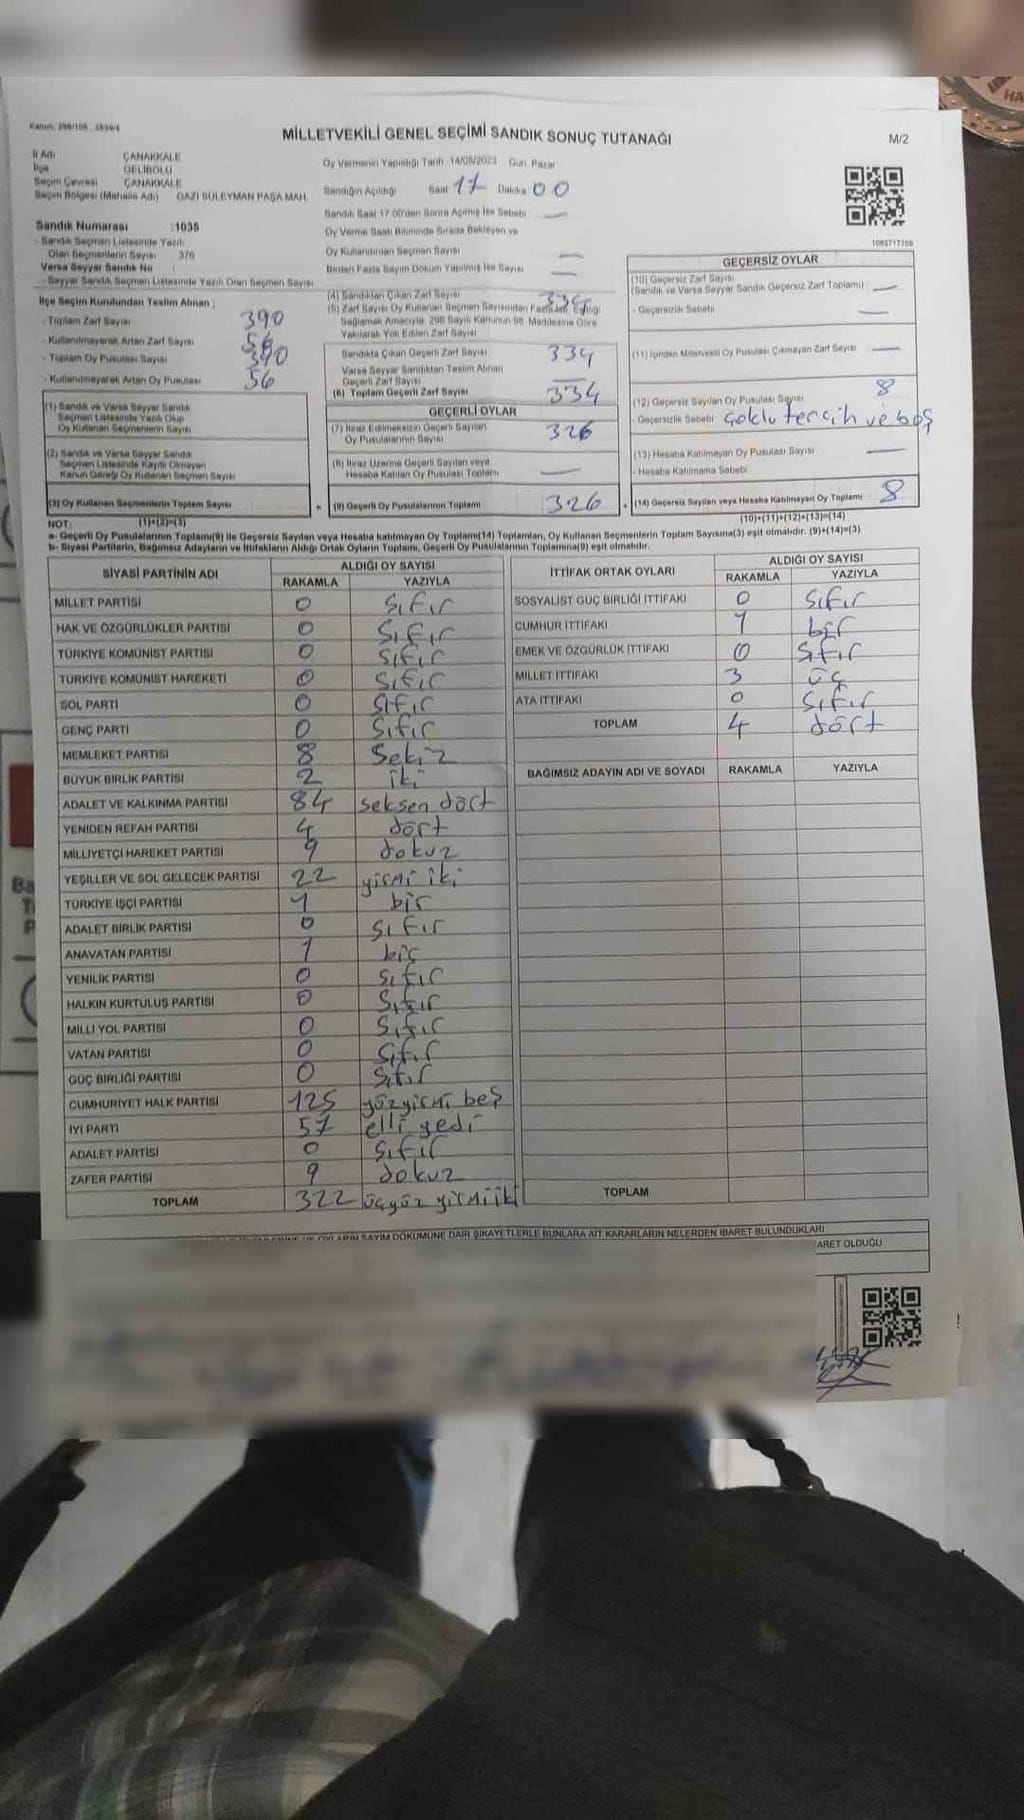 Kanun: 298/105 - 2839/4
MİLLETVEKİLİ GENEL SEÇİMİ SANDIK SONUÇ TUTANAĞI
M/2
İl Adı ÇANAKKALE
İlçe GELİBOLU
Seçim Çevresi ÇANAKKALE
Seçim Bölgesi (Mahalle Adı) GAZİ SÜLEYMAN PAŞA MAH.
Sandık Numarası :1035
- Sandık Seçmen Listesinde Yazılı
Olan Seçmenlerin Sayısı 376
Varsa Seyyar Sandık No :
- Seyyar Sandık Seçmen Listesinde Yazılı Olan Seçmen Sayısı
Oy Vermenin Yapıldığı Tarih :14/05/2023 Gün: Pazar
Sandığın Açıldığı Saat 17 Dakika 00
Sandık Saat 17:00'den Sonra Açılmış İse Sebebi —
Oy Verme Saati Bitiminde Sırada Bekleyen ve
Oy Kullandırılan Seçmen Sayısı —
Birden Fazla Sayım Döküm Yapılmış İse Sayısı —
1083717109
İlçe Seçim Kurulundan Teslim Alınan ;
- Toplam Zarf Sayısı 390
- Kullanılmayarak Artan Zarf Sayısı 56
- Toplam Oy Pusulası Sayısı 390
- Kullanılmayarak Artan Oy Pusulası 56
(1) Sandık ve Varsa Seyyar Sandık
Seçmen Listesinde Yazılı Olup
Oy Kullanan Seçmenlerin Sayısı
(2) Sandık ve Varsa Seyyar Sandık
Seçmen Listesinde Kayıtlı Olmayan
Kanun Gereği Oy Kullanan Seçmen Sayısı
(3) Oy Kullanan Seçmenlerin Toplam Sayısı
(1)+(2)=(3)
(4) Sandıktan Çıkan Zarf Sayısı 334
(5) Zarf Sayısı Oy Kullanan Seçmen Sayısından Fazla ise, Eşitliği
Sağlamak Amacıyla, 298 Sayılı Kanunun 98. Maddesine Göre
Yakılarak Yok Edilen Zarf Sayısı
Sandıkta Çıkan Geçerli Zarf Sayısı 334
Varsa Seyyar Sandıktan Teslim Alınan
Geçerli Zarf Sayısı —
(6) Toplam Geçerli Zarf Sayısı 334
GEÇERLİ OYLAR
(7) İtiraz Edilmeksizin Geçerli Sayılan
Oy Pusulalarının Sayısı 326
(8) İtiraz Üzerine Geçerli Sayılan veya
Hesaba Katılan Oy Pusulası Toplamı —
= (9) Geçerli Oy Pusulalarının Toplamı 326
GEÇERSİZ OYLAR
(10) Geçersiz Zarf Sayısı
(Sandık ve Varsa Seyyar Sandık Geçersiz Zarf Toplamı) : —
- Geçersizlik Sebebi —
(11) İçinden Milletvekili Oy Pusulası Çıkmayan Zarf Sayısı —
(12) Geçersiz Sayılan Oy Pusulası Sayısı 8
- Geçersizlik Sebebi Çoklu tercih ve boş
(13) Hesaba Katılmayan Oy Pusulası Sayısı —
- Hesaba Katılmama Sebebi
+ (14) Geçersiz Sayılan veya Hesaba Katılmayan Oy Toplamı 8
(10)+(11)+(12)+(13)=(14)
NOT:
a- Geçerli Oy Pusulalarının Toplamı(9) ile Geçersiz Sayılan veya Hesaba katılmayan Oy Toplamı(14) Toplamları, Oy Kullanan Seçmenlerin Toplam Sayısına(3) eşit olmalıdır. (9)+(14)=(3)
b- Siyasi Partilerin, Bağımsız Adayların ve İttifakların Aldığı Ortak Oyların Toplamı, Geçerli Oy Pusulalarının Toplamına(9) eşit olmalıdır.
SİYASİ PARTİNİN ADI ALDIĞI OY SAYISI
RAKAMLA YAZIYLA
MİLLET PARTİSİ 0 Sıfır
HAK VE ÖZGÜRLÜKLER PARTİSİ 0 Sıfır
TÜRKİYE KOMÜNİST PARTİSİ 0 Sıfır
TÜRKİYE KOMÜNİST HAREKETİ 0 Sıfır
SOL PARTİ 0 Sıfır
GENÇ PARTİ 0 Sıfır
MEMLEKET PARTİSİ 8 Sekiz
BÜYÜK BİRLİK PARTİSİ 2 İki
ADALET VE KALKINMA PARTİSİ 84 seksen dört
YENİDEN REFAH PARTİSİ 4 dört
MİLLİYETÇİ HAREKET PARTİSİ 9 dokuz
YEŞİLLER VE SOL GELECEK PARTİSİ 22 yirmi iki
TÜRKİYE İŞÇİ PARTİSİ 1 bir
ADALET BİRLİK PARTİSİ 0 sıfır
ANAVATAN PARTİSİ 1 bir
YENİLİK PARTİSİ 0 Sıfır
HALKIN KURTULUŞ PARTİSİ 0 Sıfır
MİLLİ YOL PARTİSİ 0 Sıfır
VATAN PARTİSİ 0 Sıfır
GÜÇ BİRLİĞİ PARTİSİ 0 Sıfır
CUMHURİYET HALK PARTİSİ 125 yüzyirmi beş
İYİ PARTİ 57 elli yedi
ADALET PARTİSİ 0 sıfır
ZAFER PARTİSİ 9 dokuz
TOPLAM 322 üçyüz yirmi iki
İTTİFAK ORTAK OYLARI ALDIĞI OY SAYISI
RAKAMLA YAZIYLA
SOSYALİST GÜÇ BİRLİĞİ İTTİFAKI 0 Sıfır
CUMHUR İTTİFAKI 1 bir
EMEK VE ÖZGÜRLÜK İTTİFAKI 0 Sıfır
MİLLET İTTİFAKI 3 üç
ATA İTTİFAKI 0 Sıfır
TOPLAM 4 dört
BAĞIMSIZ ADAYIN ADI VE SOYADI RAKAMLA YAZIYLA
TOPLAM
OYLARIN SAYIM DÖKÜMÜNE DAİR ŞİKAYETLERLE BUNLARA AİT KARARLARIN NELERDEN İBARET BULUNDUKLARI
ARET OLDUĞU